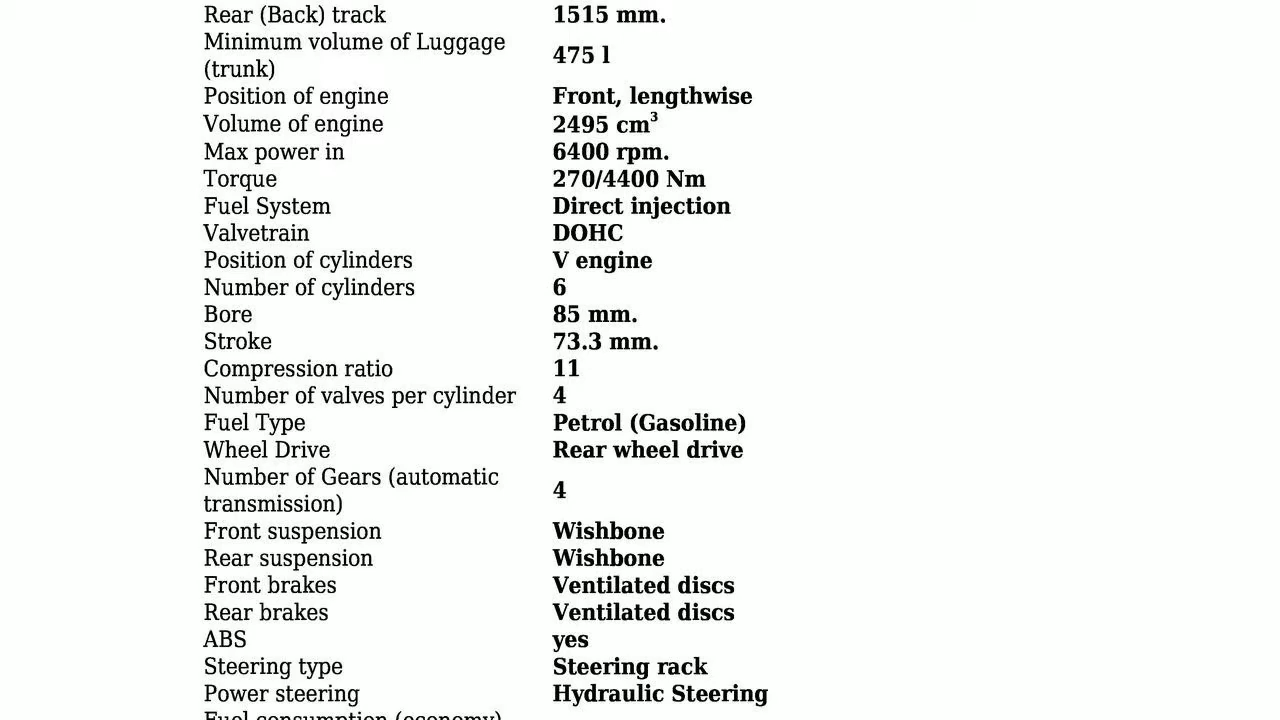 Rear (Back) track 1515 mm.
Minimum volume of Luggage
(trunk) 475 l
Position of engine Front, lengthwise
Volume of engine 2495 cm³
Max power in 6400 rpm.
Torque 270/4400 Nm
Fuel System Direct injection
Valvetrain DOHC
Position of cylinders V engine
Number of cylinders 6
Bore 85 mm.
Stroke 73.3 mm.
Compression ratio 11
Number of valves per cylinder 4
Fuel Type Petrol (Gasoline)
Wheel Drive Rear wheel drive
Number of Gears (automatic
transmission) 4
Front suspension Wishbone
Rear suspension Wishbone
Front brakes Ventilated discs
Rear brakes Ventilated discs
ABS yes
Steering type Steering rack
Power steering Hydraulic Steering
Fuel consumption (economy)